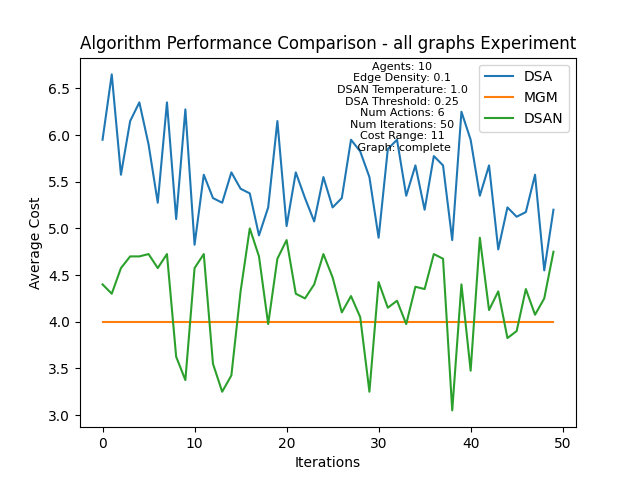 Algorithm Performance Comparison - all graphs Experiment
Agents: 10
Edge Density: 0.1
DSAN Temperature: 1.0
DSA Threshold: 0.25
Num Actions: 6
Num Iterations: 50
Cost Range: 11
Graph: complete
DSA
MGM
DSAN
Average Cost
6.5
6.0
5.5
5.0
4.5
4.0
3.5
3.0
0 10 20 30 40 50
Iterations